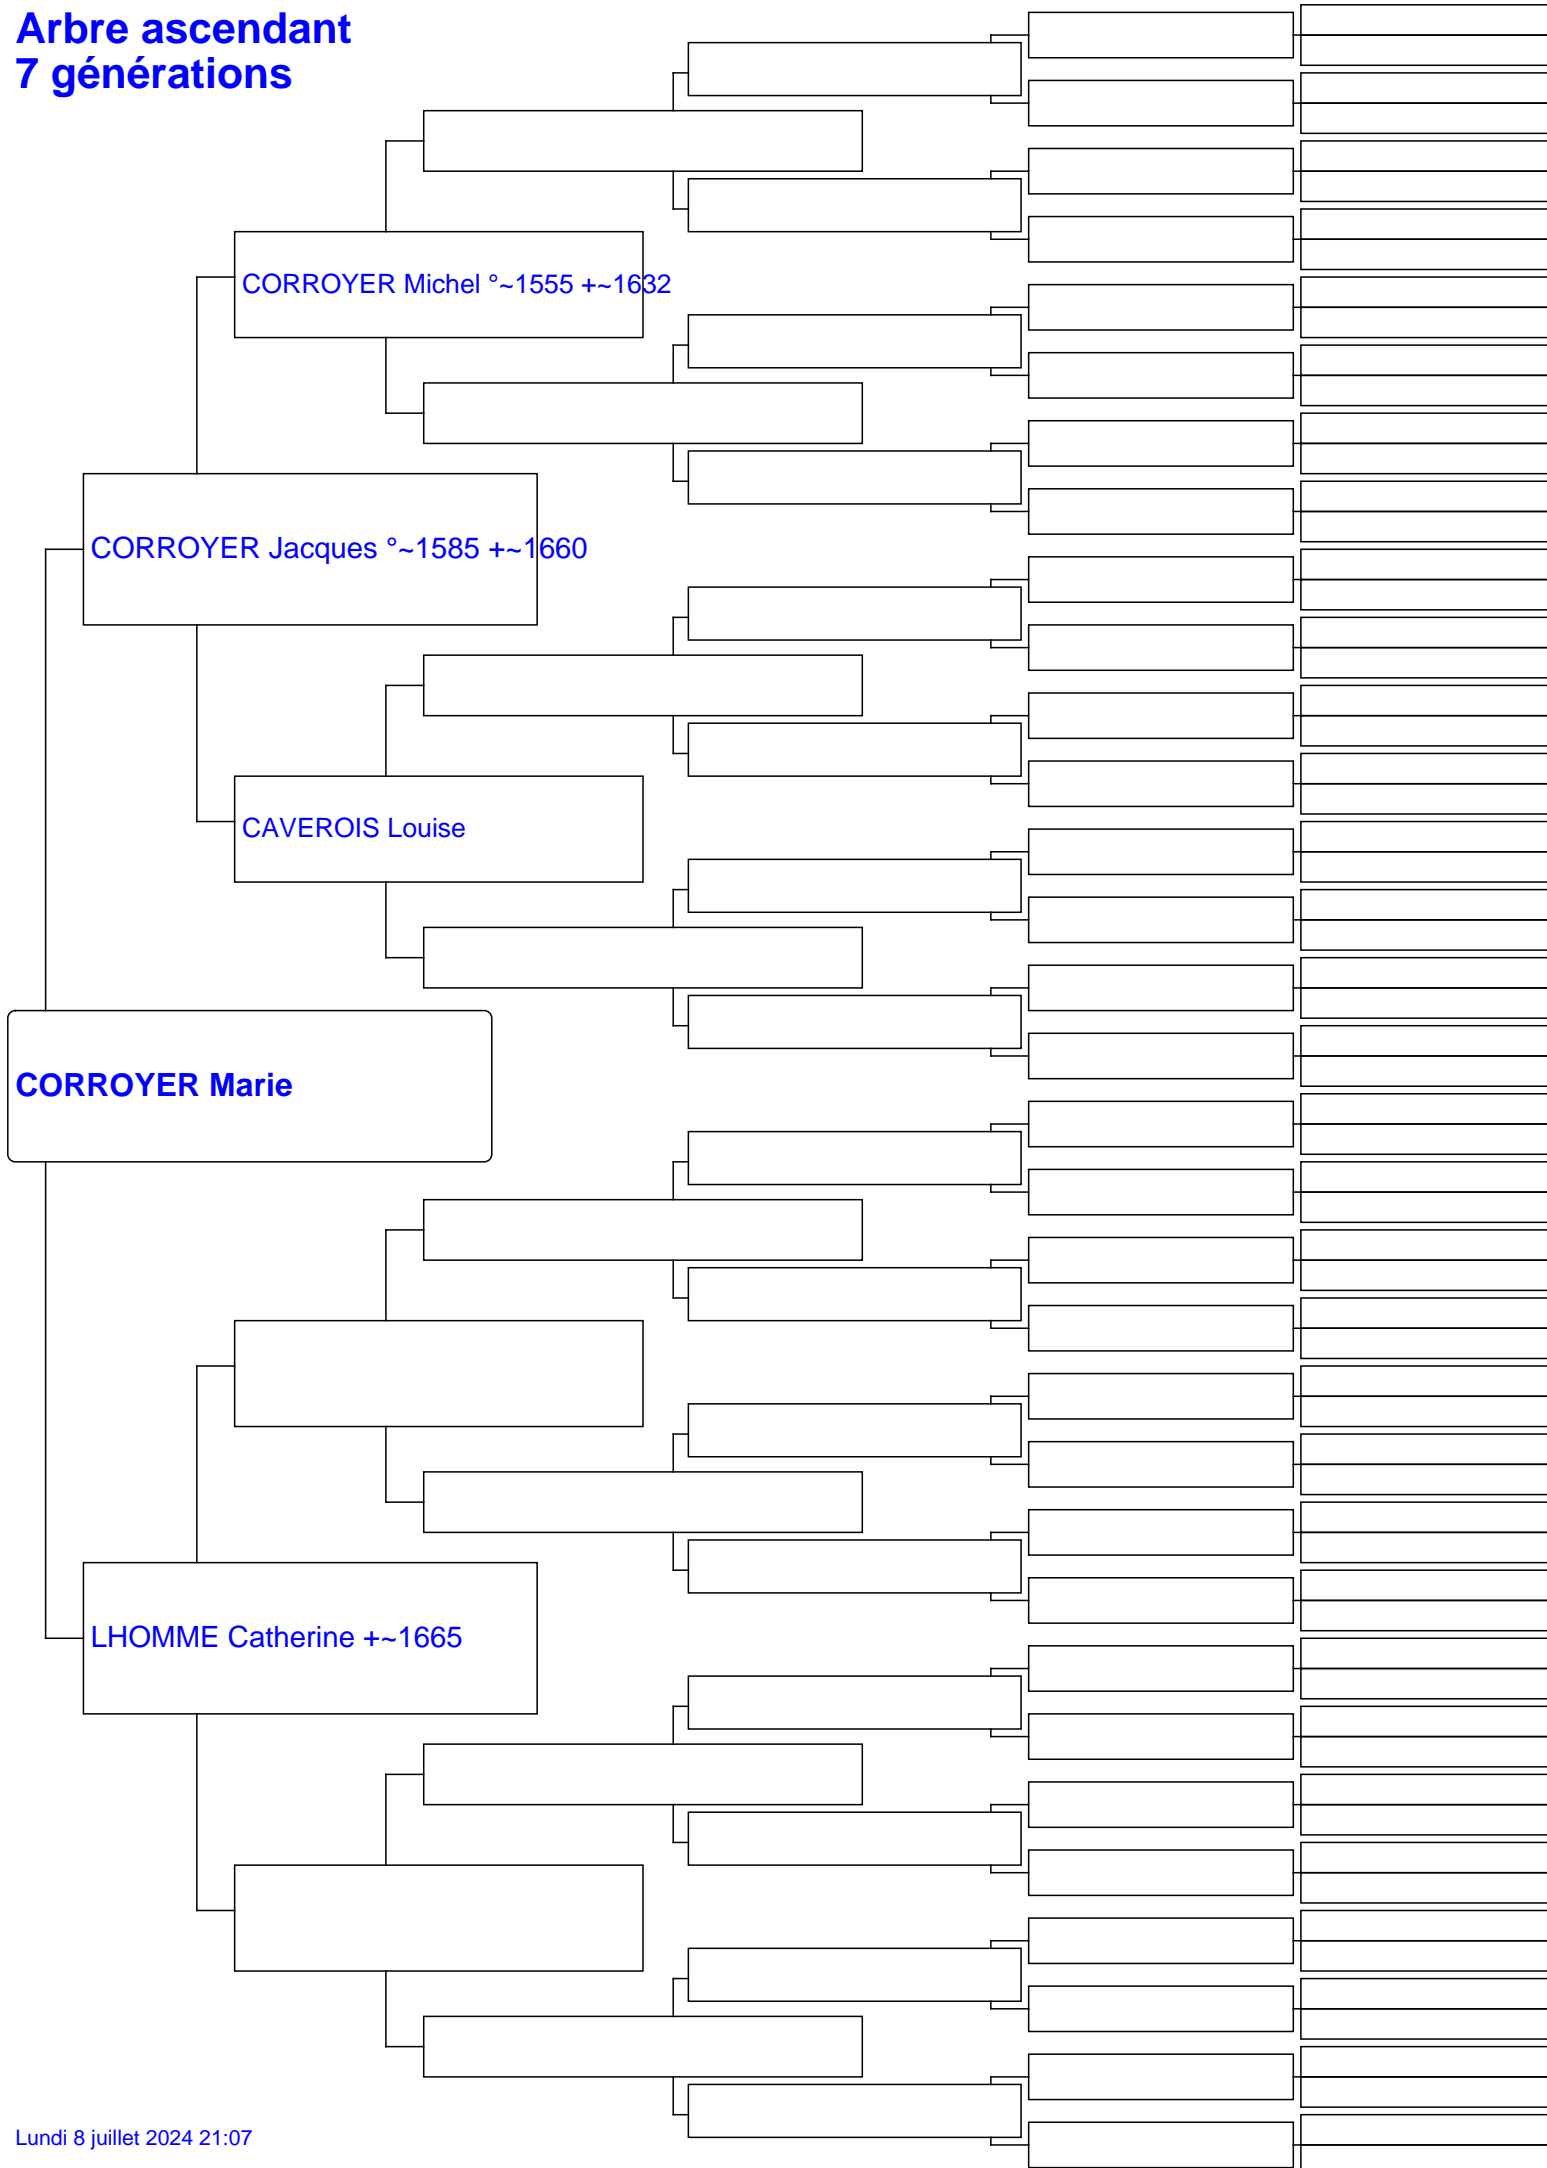 Arbre ascendant
7 générations
CORROYER Michel °~1555 +~1632
CORROYER Jacques °~1585 +~1660
CAVEROIS Louise
CORROYER Marie
LHOMME Catherine +~1665
Lundi 8 juillet 2024 21:07